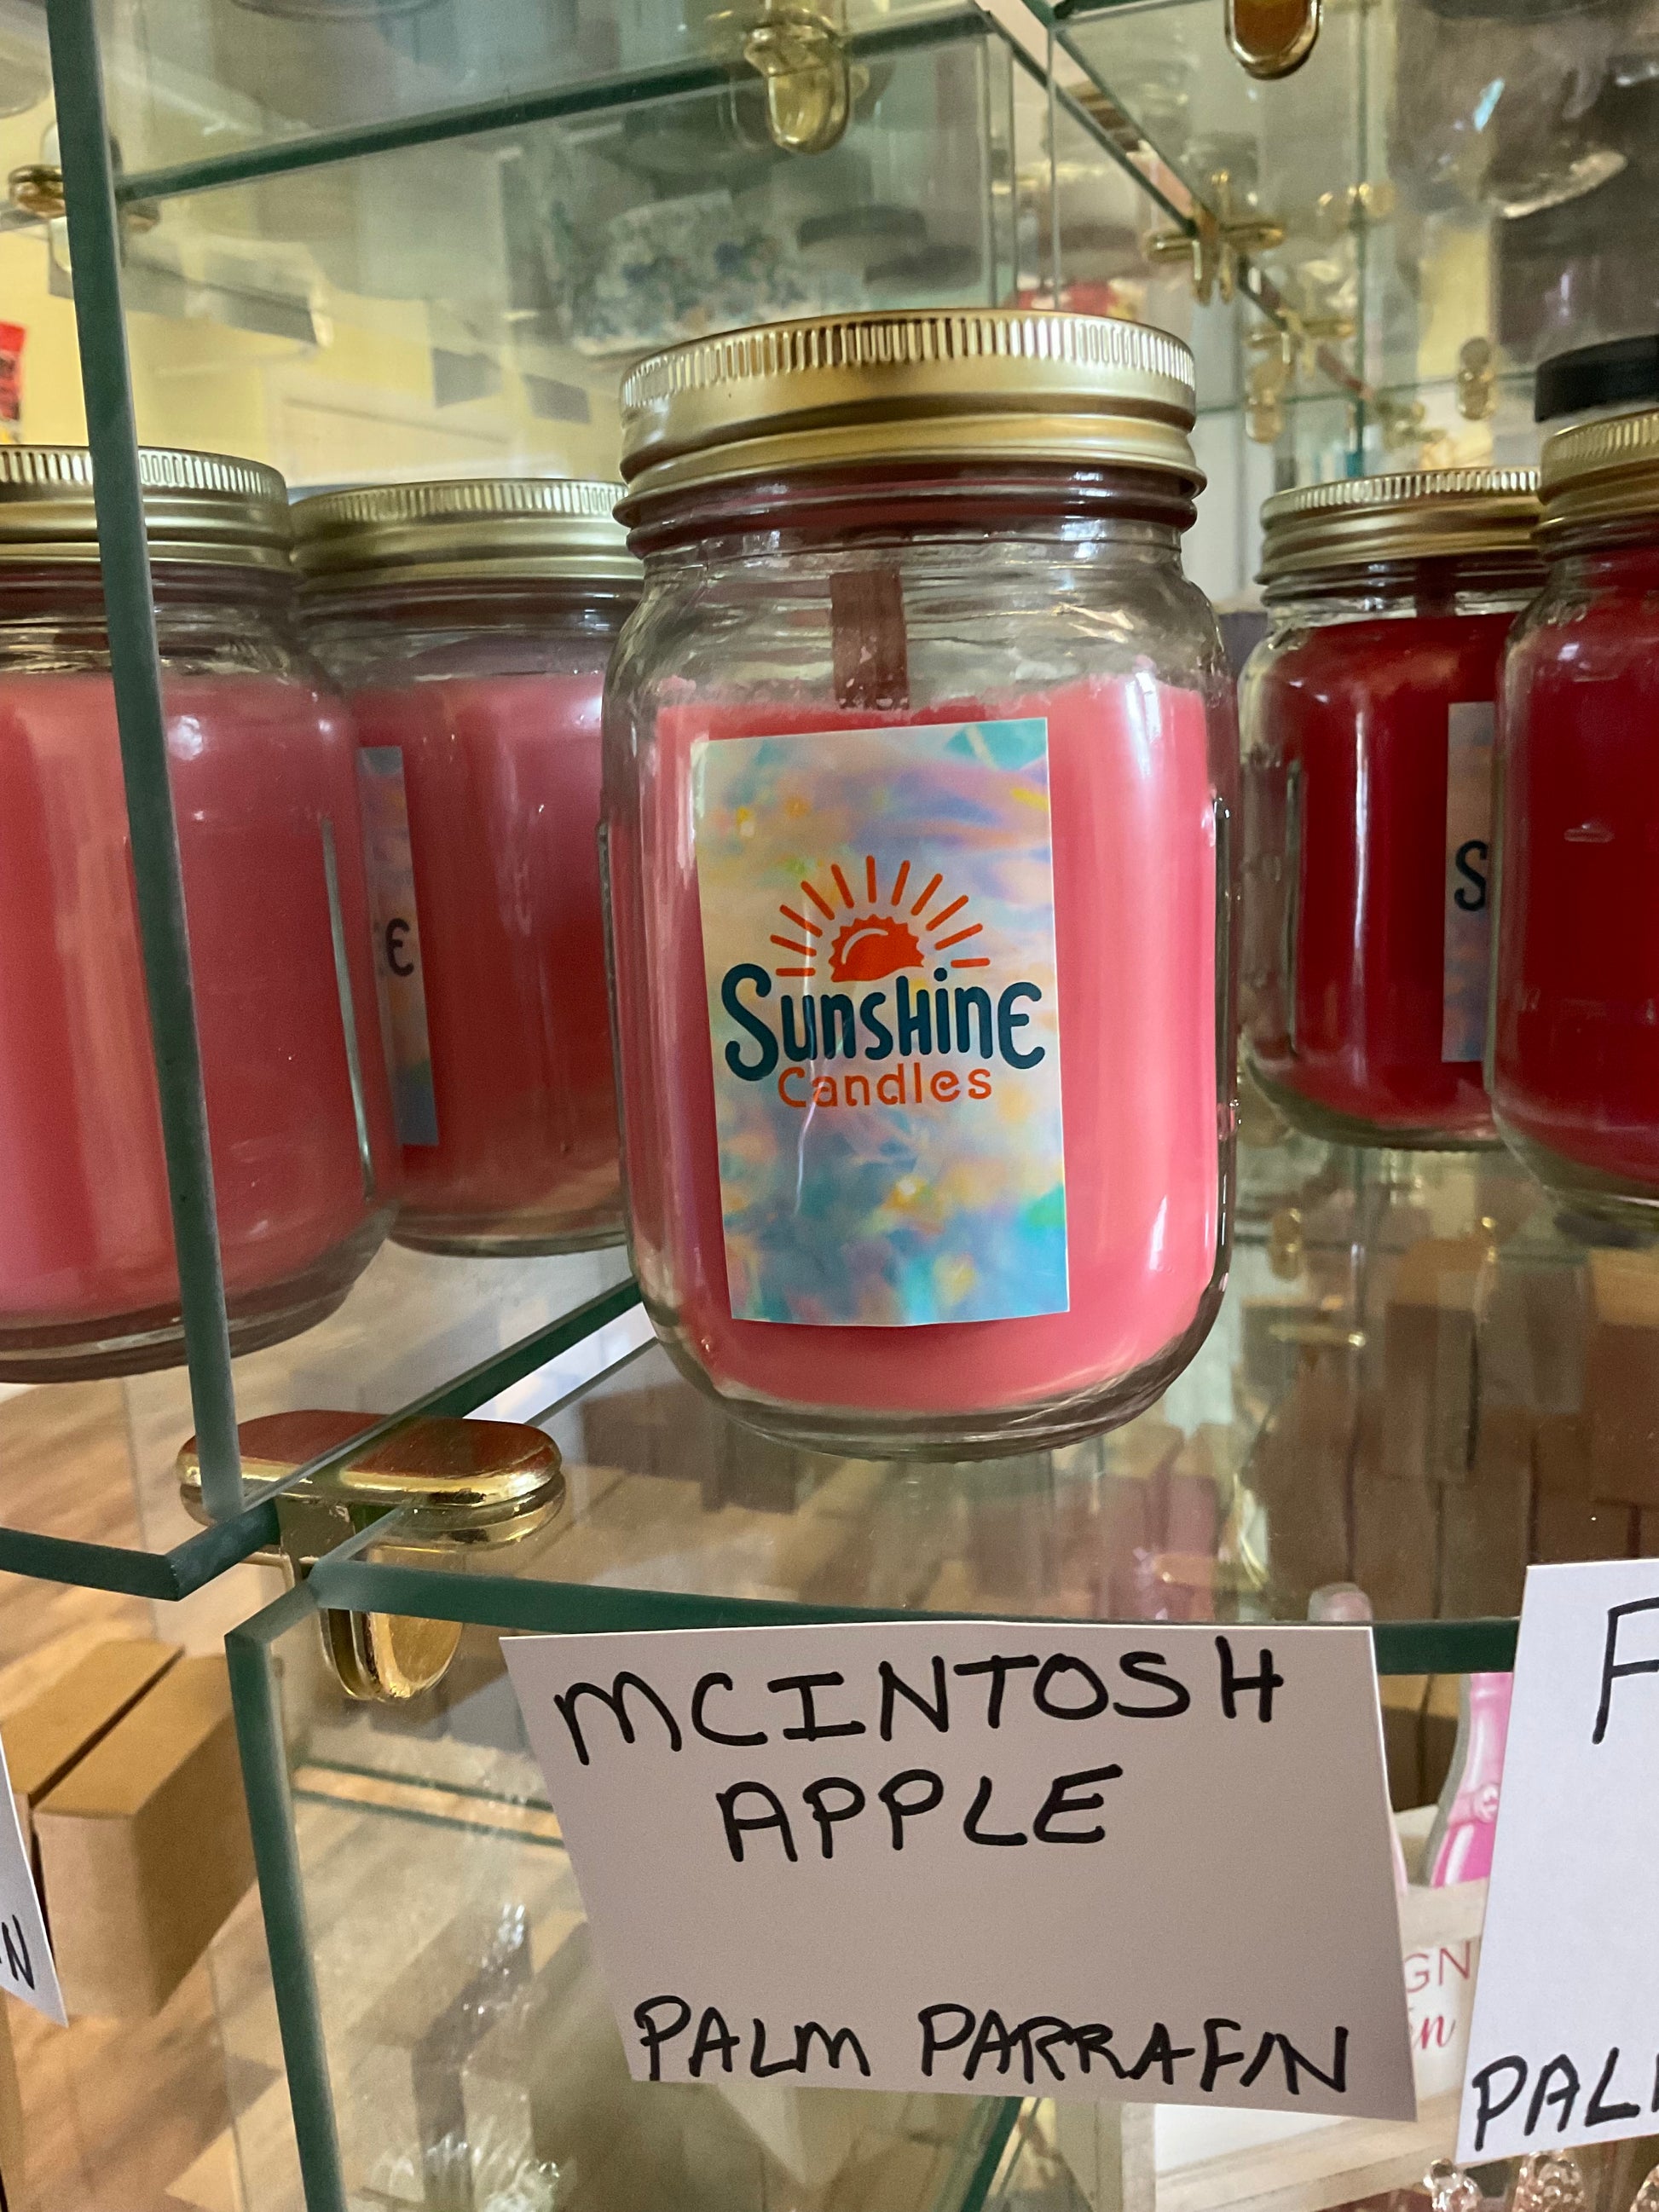 Sunshine
Candles
MCINTOSH
APPLE
PALM PARRAFIN